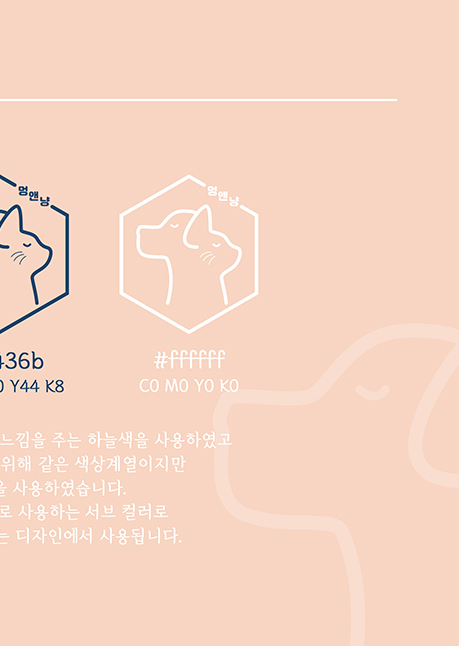 멍앤냥
멍앤냥
436b
#ffffff
0 Y44 K8
C0 M0 Y0 K0
느낌을 주는 하늘색을 사용하였고
위해 같은 색상계열이지만
을 사용하였습니다.
로 사용하는 서브 컬러로
는 디자인에서 사용됩니다.